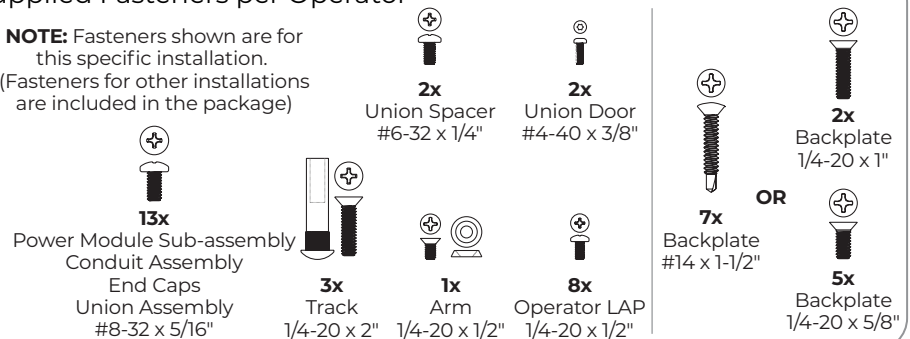 Fasteners per Operator
NOTE: Fasteners shown are for
this specific installation.
(Fasteners for other installations
are included in the package)
2x
Union Spacer
#6-32 x 1/4"
2x
Union Door
#4-40 x 3/8"
13x
Power Module Sub-assembly
Conduit Assembly
End Caps
Union Assembly
#8-32 x 5/16"
3x
Track
1/4-20 x 2"
1x
Arm
1/4-20 x 1/2"
8x
Operator LAP
1/4-20 x 1/2"
7x
Backplate
#14 x 1-1/2"
OR
2x
Backplate
1/4-20 x 1"
5x
Backplate
1/4-20 x 5/8"